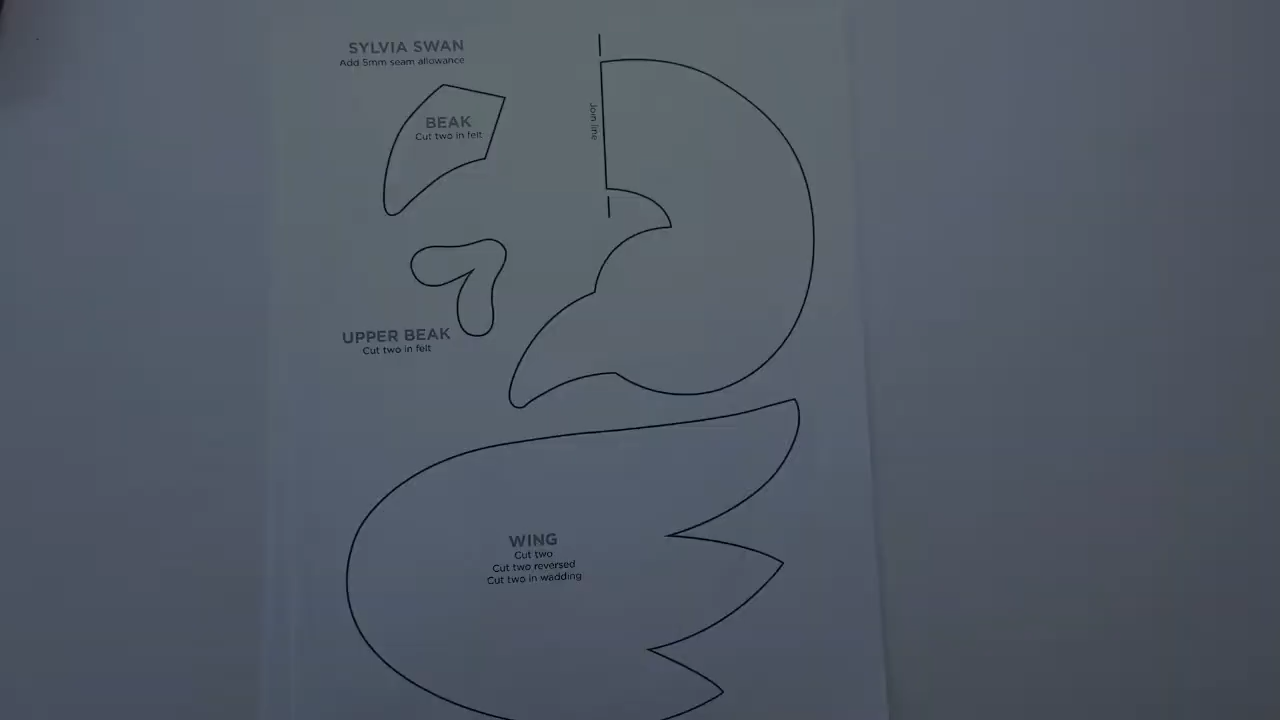 SYLVIA SWAN
Add 5mm seam allowance
BEAK
Cut two in felt
Join line
UPPER BEAK
Cut two in felt
WING
Cut two
Cut two reversed
Cut two in wadding